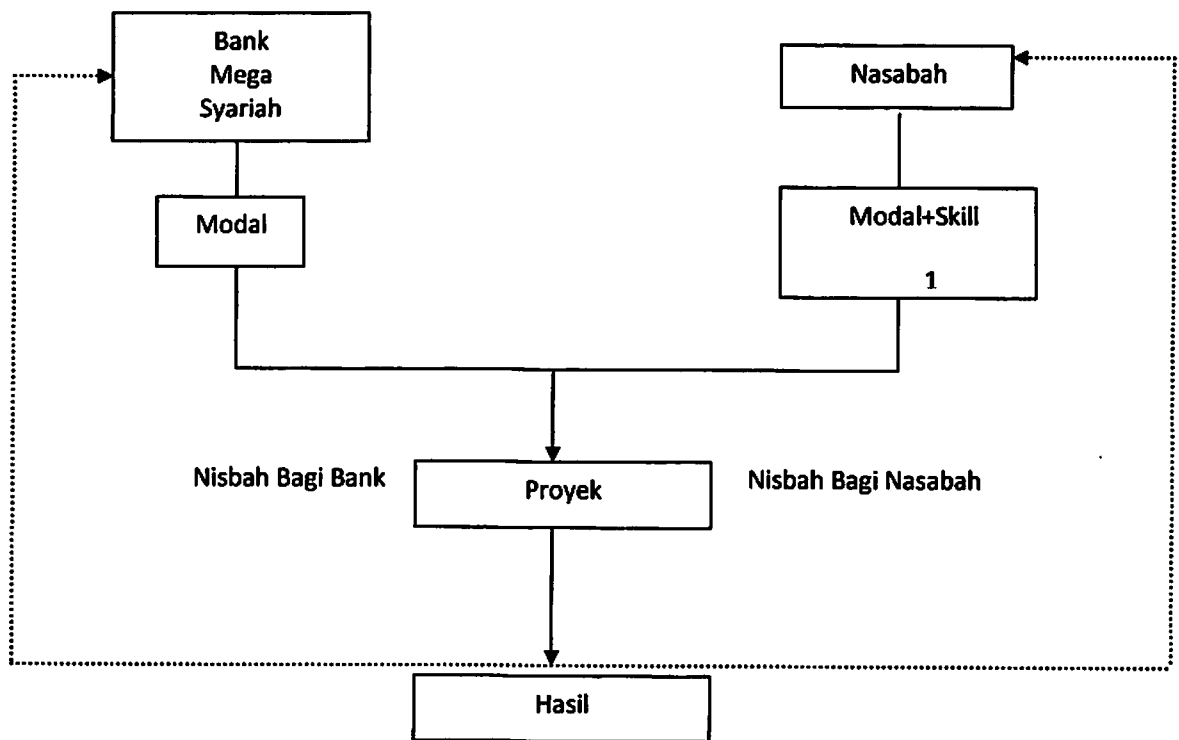 Bank
Mega
Syariah
Nasabah
Modal
Modal+Skill
1
Nisbah Bagi Bank
Proyek
Nisbah Bagi Nasabah
Hasil